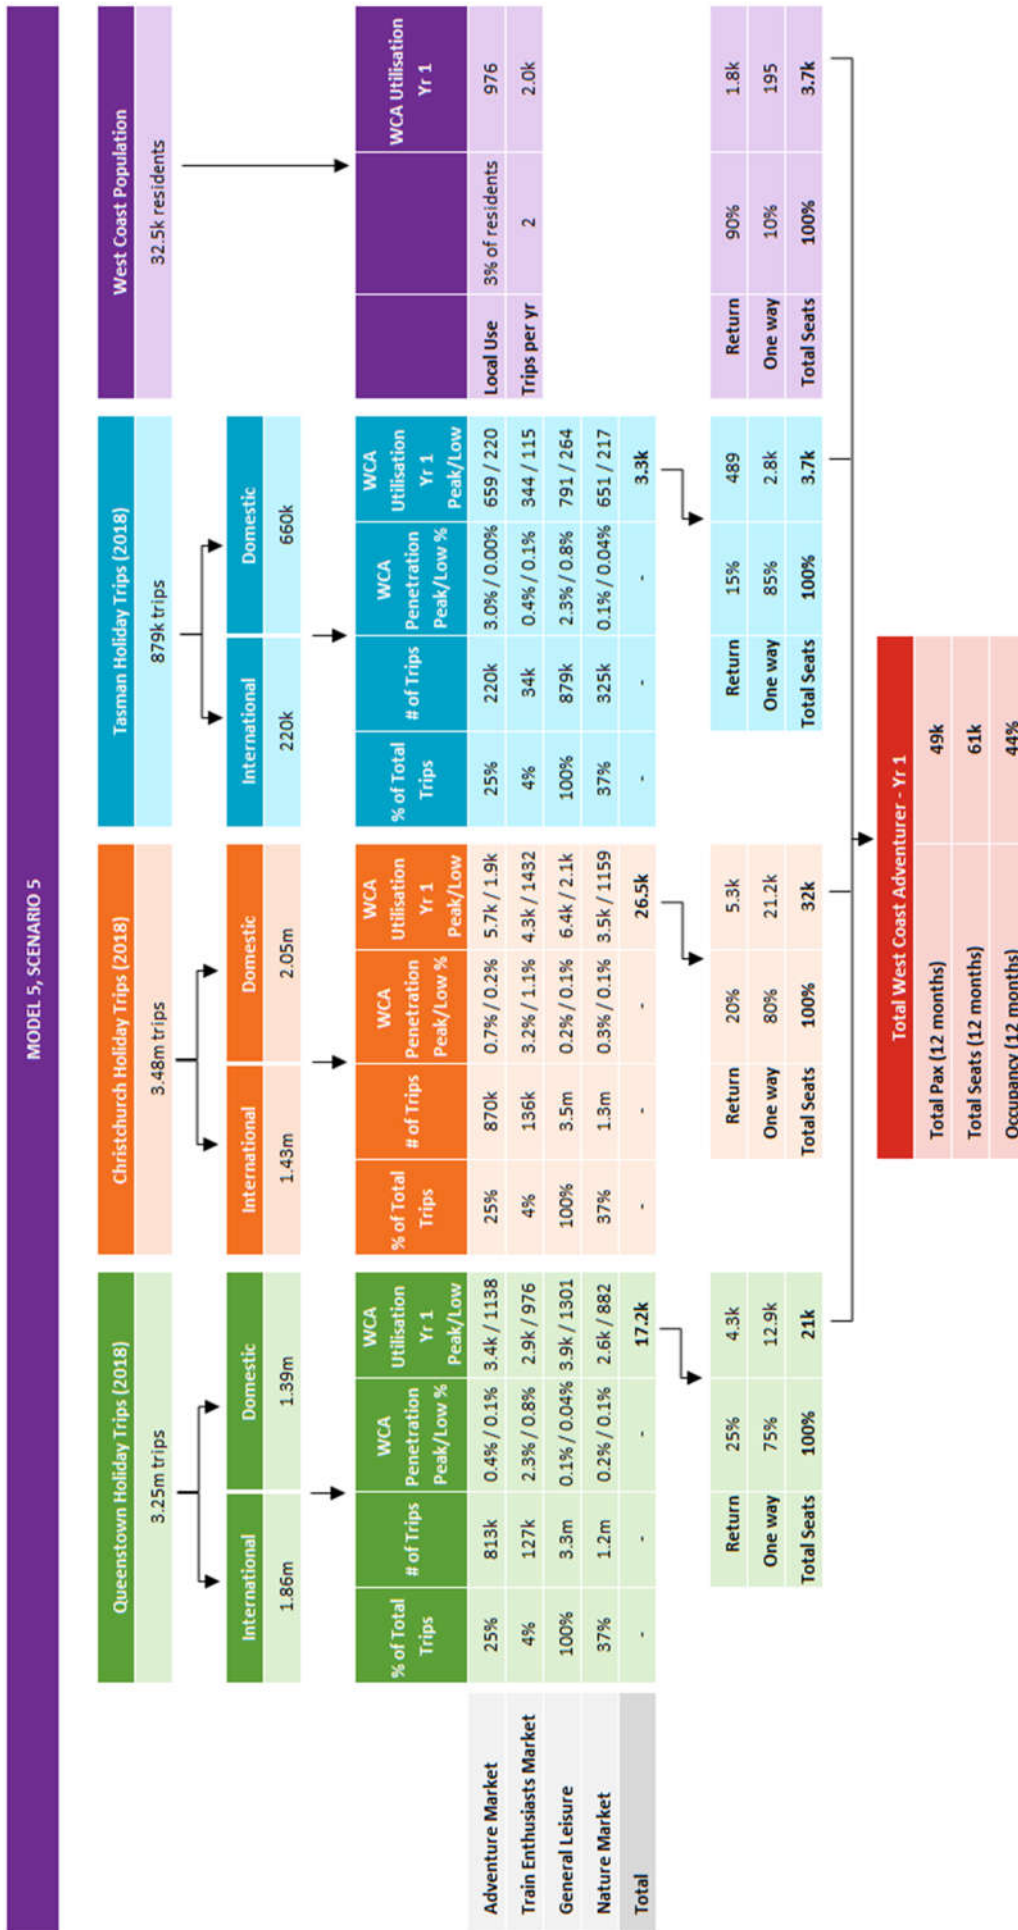 MODEL 5, SCENARIO 5
Queenstown Holiday Trips (2018)
3.25m trips
International Domestic
1.86m 1.39m
Christchurch Holiday Trips (2018)
3.48m trips
International Domestic
1.43m 2.05m
Tasman Holiday Trips (2018)
879k trips
International Domestic
220k 660k
West Coast Population
32.5k residents
Adventure Market
Train Enthusiasts Market
General Leisure
Nature Market
Total
% of Total
Trips
# of Trips
WCA
Penetration
Peak/Low %
WCA
Utilisation
Yr 1
Peak/Low
25% 813k 0.4% / 0.1% 3.4k / 1138
4% 127k 2.3% / 0.8% 2.9k / 976
100% 3.3m 0.1% / 0.04% 3.9k / 1301
37% 1.2m 0.2% / 0.1% 2.6k / 882
- - - 17.2k
% of Total
Trips
# of Trips
WCA
Penetration
Peak/Low %
WCA
Utilisation
Yr 1
Peak/Low
25% 870k 0.7% / 0.2% 5.7k / 1.9k
4% 136k 3.2% / 1.1% 4.3k / 1432
100% 3.5m 0.2% / 0.1% 6.4k / 2.1k
37% 1.3m 0.3% / 0.1% 3.5k / 1159
- - - 26.5k
% of Total
Trips
# of Trips
WCA
Penetration
Peak/Low %
WCA
Utilisation
Yr 1
Peak/Low
25% 220k 3.0% / 0.00% 659 / 220
4% 34k 0.4% / 0.1% 344 / 115
100% 879k 2.3% / 0.8% 791 / 264
37% 325k 0.1% / 0.04% 651 / 217
- - - 3.3k
WCA Utilisation
Yr 1
Local Use 3% of residents 976
Trips per yr 2 2.0k
Return 25% 4.3k
One way 75% 12.9k
Total Seats 100% 21k
Return 20% 5.3k
One way 80% 21.2k
Total Seats 100% 32k
Return 15% 489
One way 85% 2.8k
Total Seats 100% 3.7k
Return 90% 1.8k
One way 10% 195
Total Seats 100% 3.7k
Total West Coast Adventurer - Yr 1
Total Pax (12 months) 49k
Total Seats (12 months) 61k
Occupancy (12 months) 44%